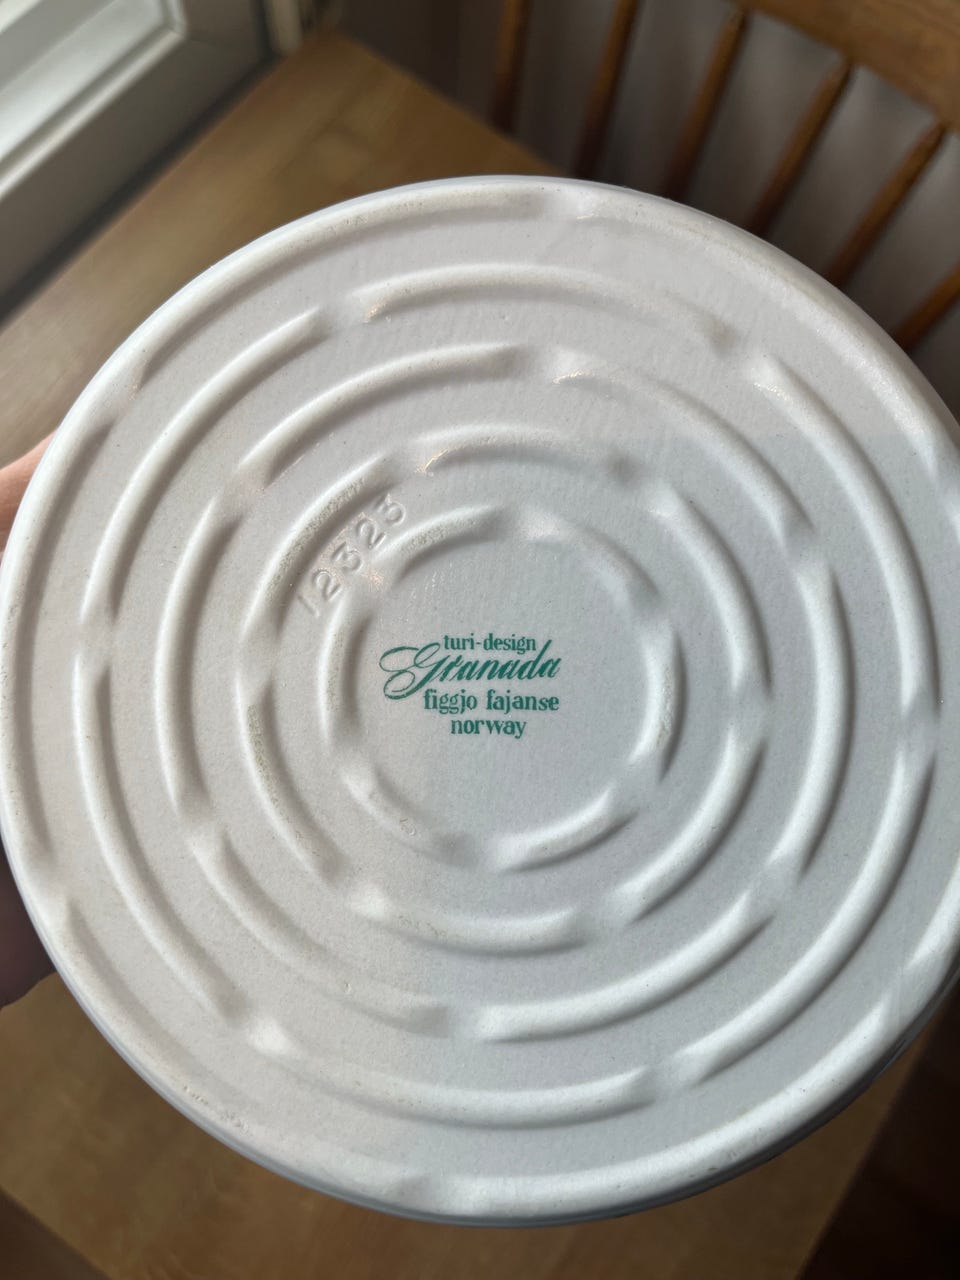 12323
turi-design
Granada
figgjo fajanse
norway